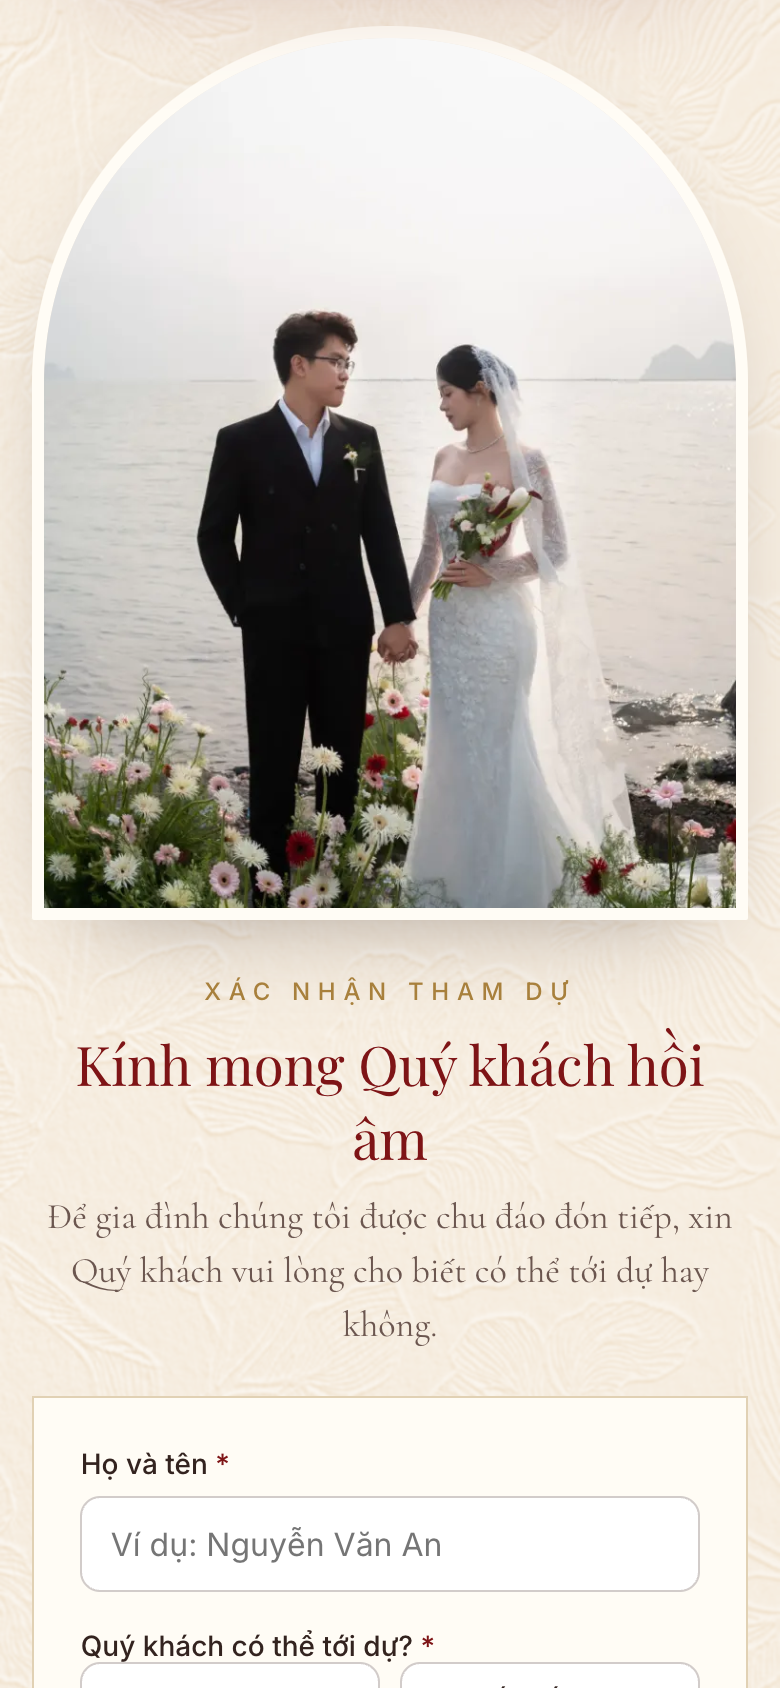 XÁC NHẬN THAM DỰ
Kính mong Quý khách hồi
âm
Để gia đình chúng tôi được chu đáo đón tiếp, xin
Quý khách vui lòng cho biết có thể tới dự hay
không.
Họ và tên *
Ví dụ: Nguyễn Văn An
Quý khách có thể tới dự? *